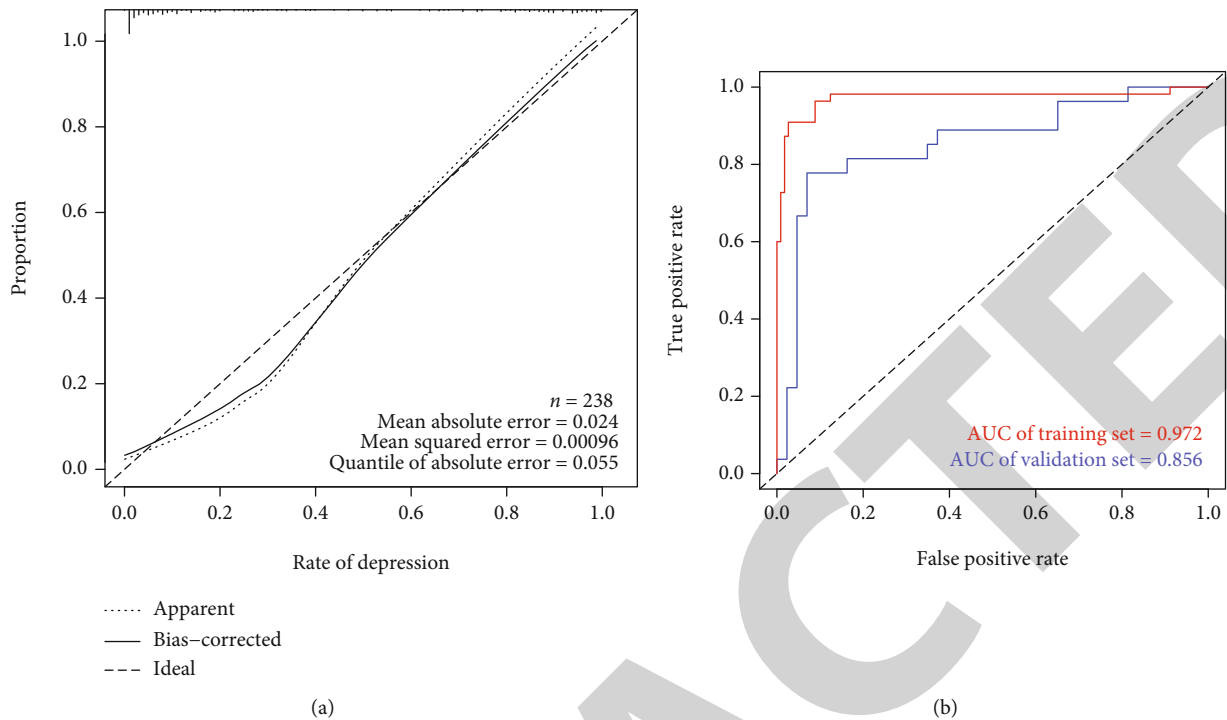 1.0
0.8
0.6
0.4
0.2
0.0
Proportion
n = 238
Mean absolute error = 0.024
Mean squared error = 0.00096
Quantile of absolute error = 0.055
0.0 0.2 0.4 0.6 0.8 1.0
Rate of depression
Apparent
Bias−corrected
Ideal
(a)
1.0
0.8
0.6
0.4
0.2
0.0
True positive rate
AUC of training set = 0.972
AUC of validation set = 0.856
0.0 0.2 0.4 0.6 0.8 1.0
False positive rate
(b)
ACTED